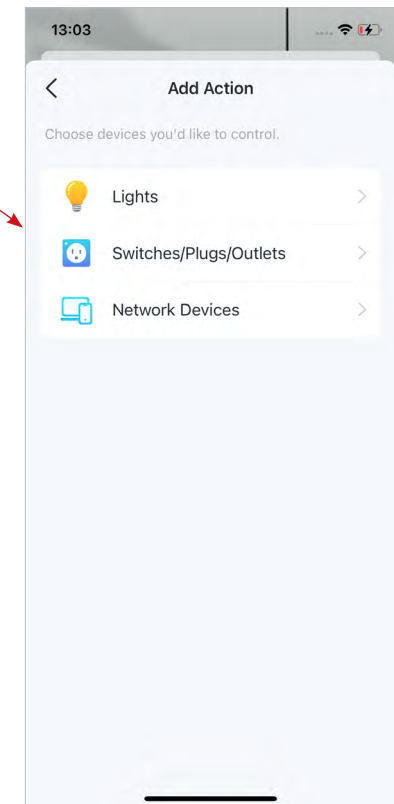 13:03
Add Action
Choose devices you'd like to control.
Lights
Switches/Plugs/Outlets
Network Devices